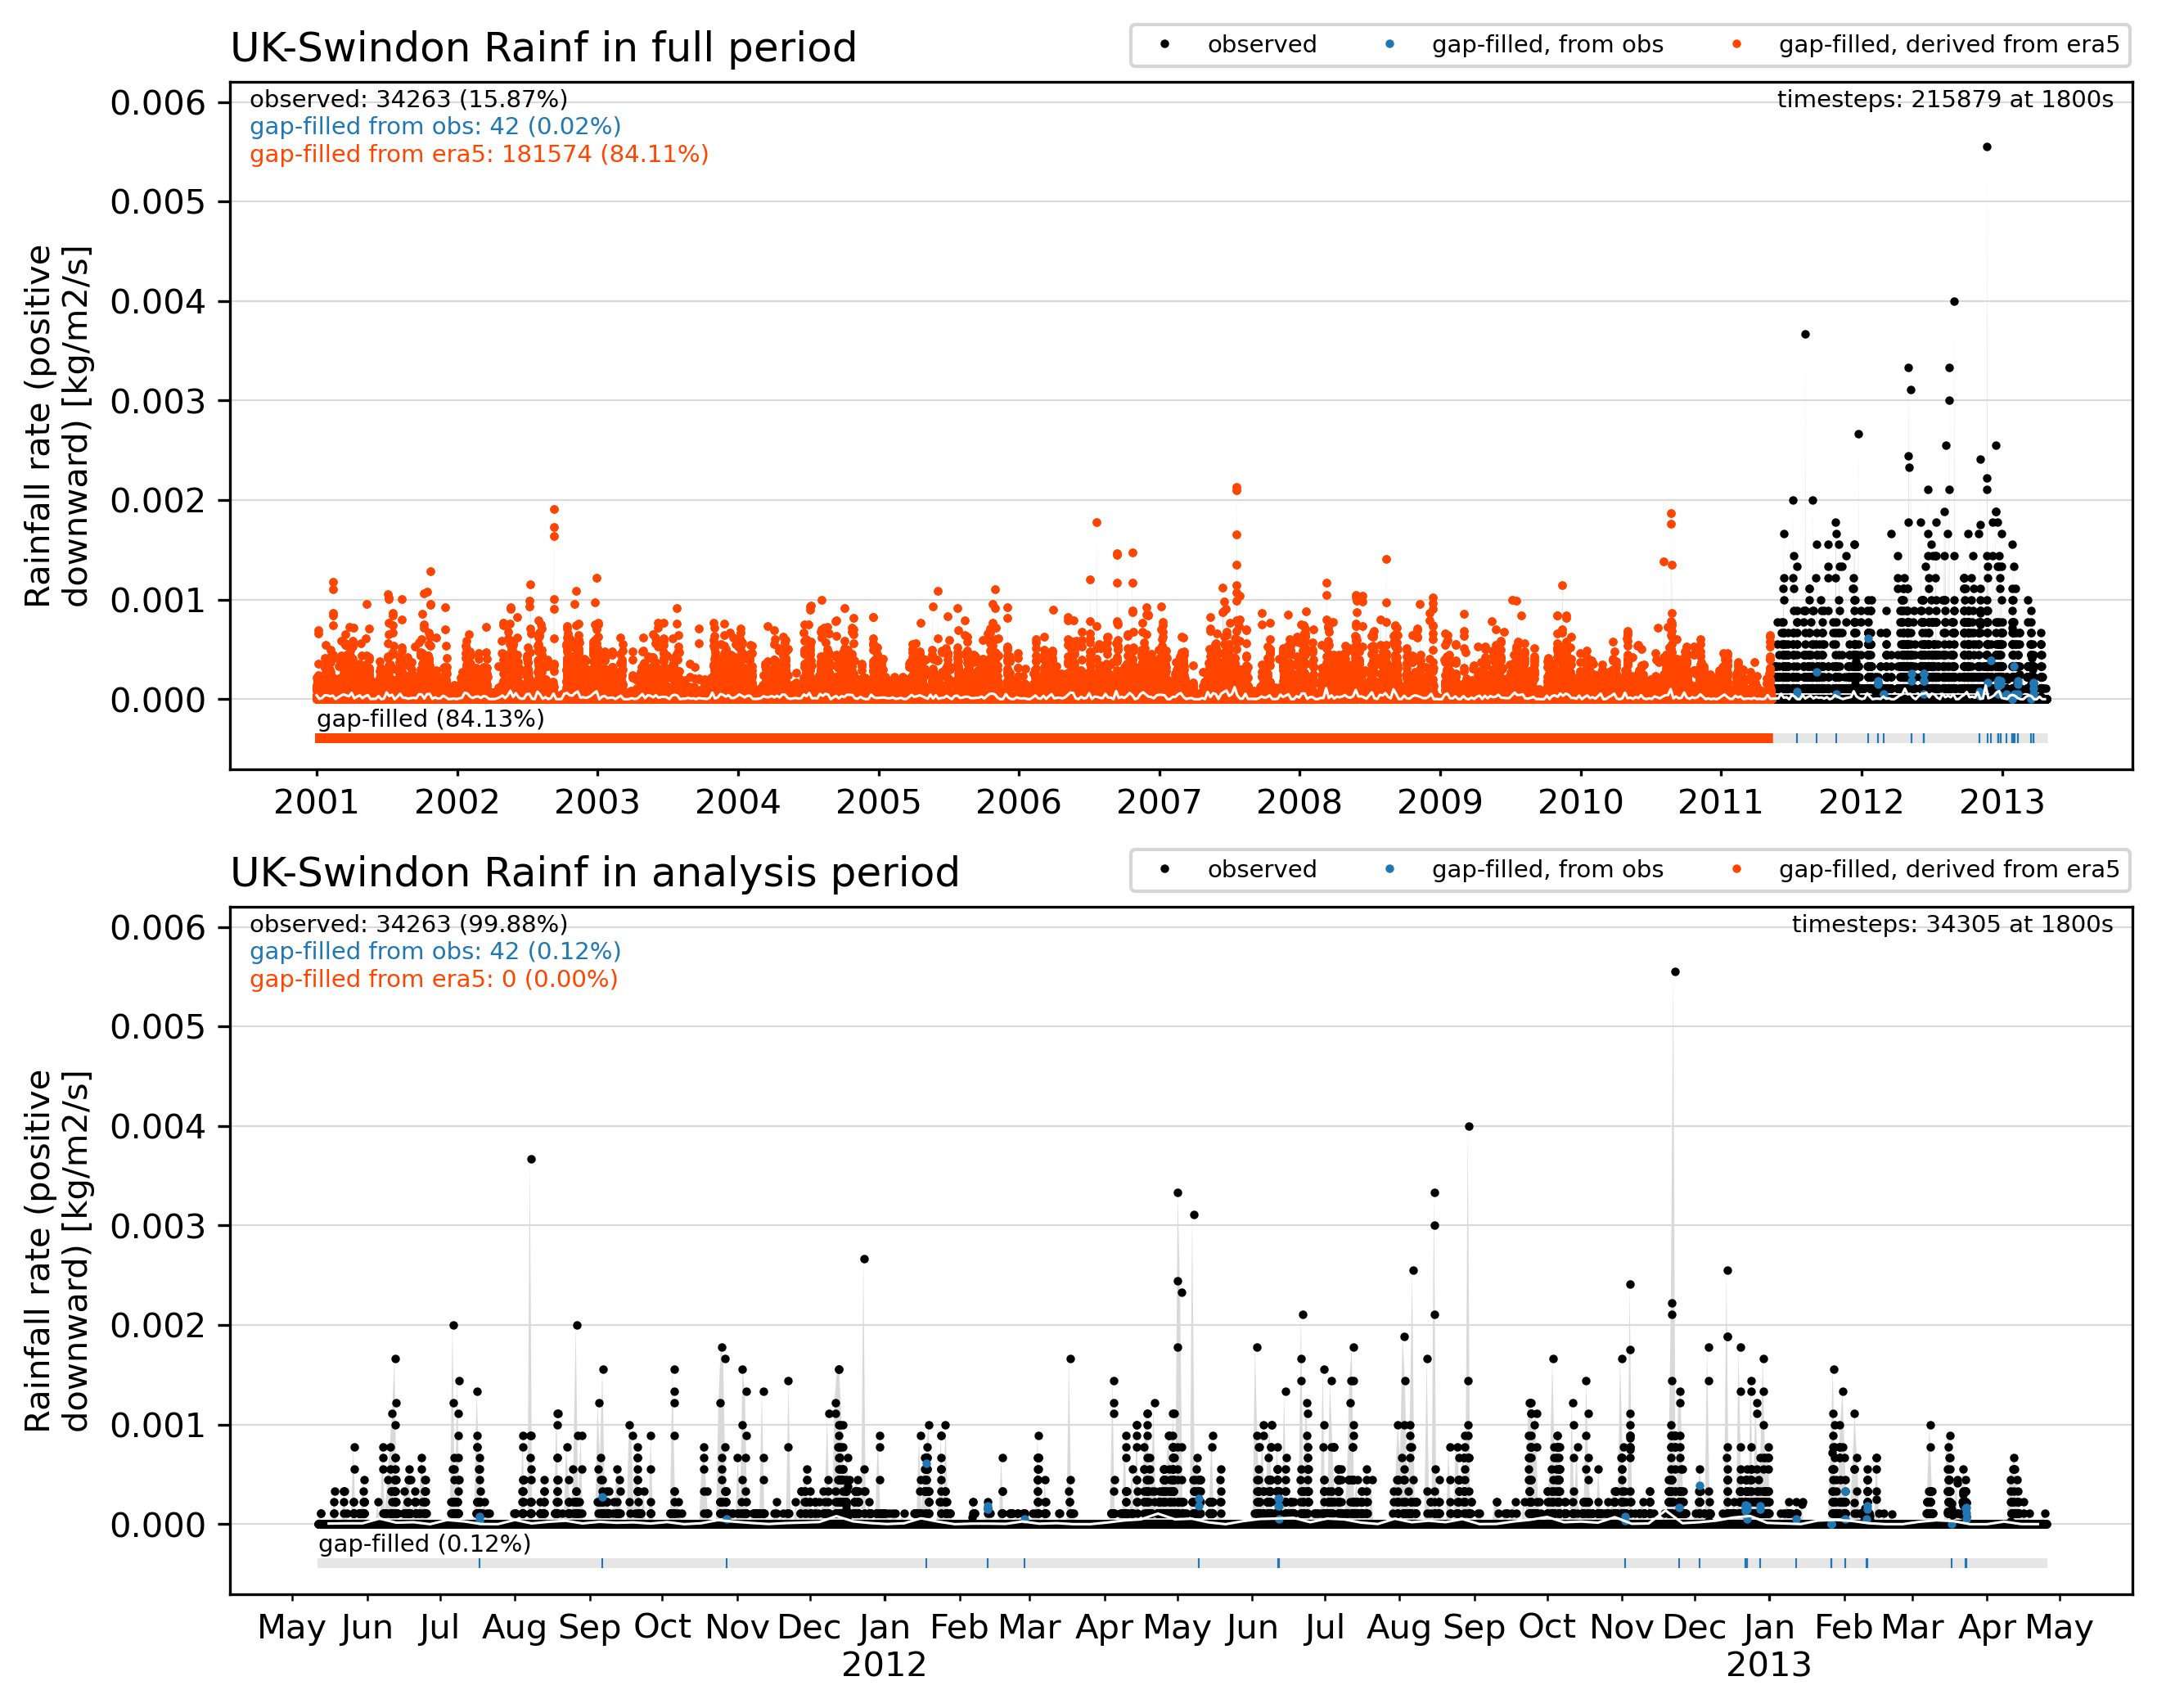 UK-Swindon Rainf in full period
observed
gap-filled, from obs
gap-filled, derived from era5
observed: 34263 (15.87%)
gap-filled from obs: 42 (0.02%)
gap-filled from era5: 181574 (84.11%)
timesteps: 215879 at 1800s
Rainfall rate (positive
downward) [kg/m2/s]
0.006
0.005
0.004
0.003
0.002
0.001
0.000
gap-filled (84.13%)
2001 2002 2003 2004 2005 2006 2007 2008 2009 2010 2011 2012 2013
UK-Swindon Rainf in analysis period
observed
gap-filled, from obs
gap-filled, derived from era5
observed: 34263 (99.88%)
gap-filled from obs: 42 (0.12%)
gap-filled from era5: 0 (0.00%)
timesteps: 34305 at 1800s
Rainfall rate (positive
downward) [kg/m2/s]
0.006
0.005
0.004
0.003
0.002
0.001
0.000
gap-filled (0.12%)
May Jun Jul Aug Sep Oct Nov Dec Jan Feb Mar Apr May Jun Jul Aug Sep Oct Nov Dec Jan Feb Mar Apr May
2012 2013